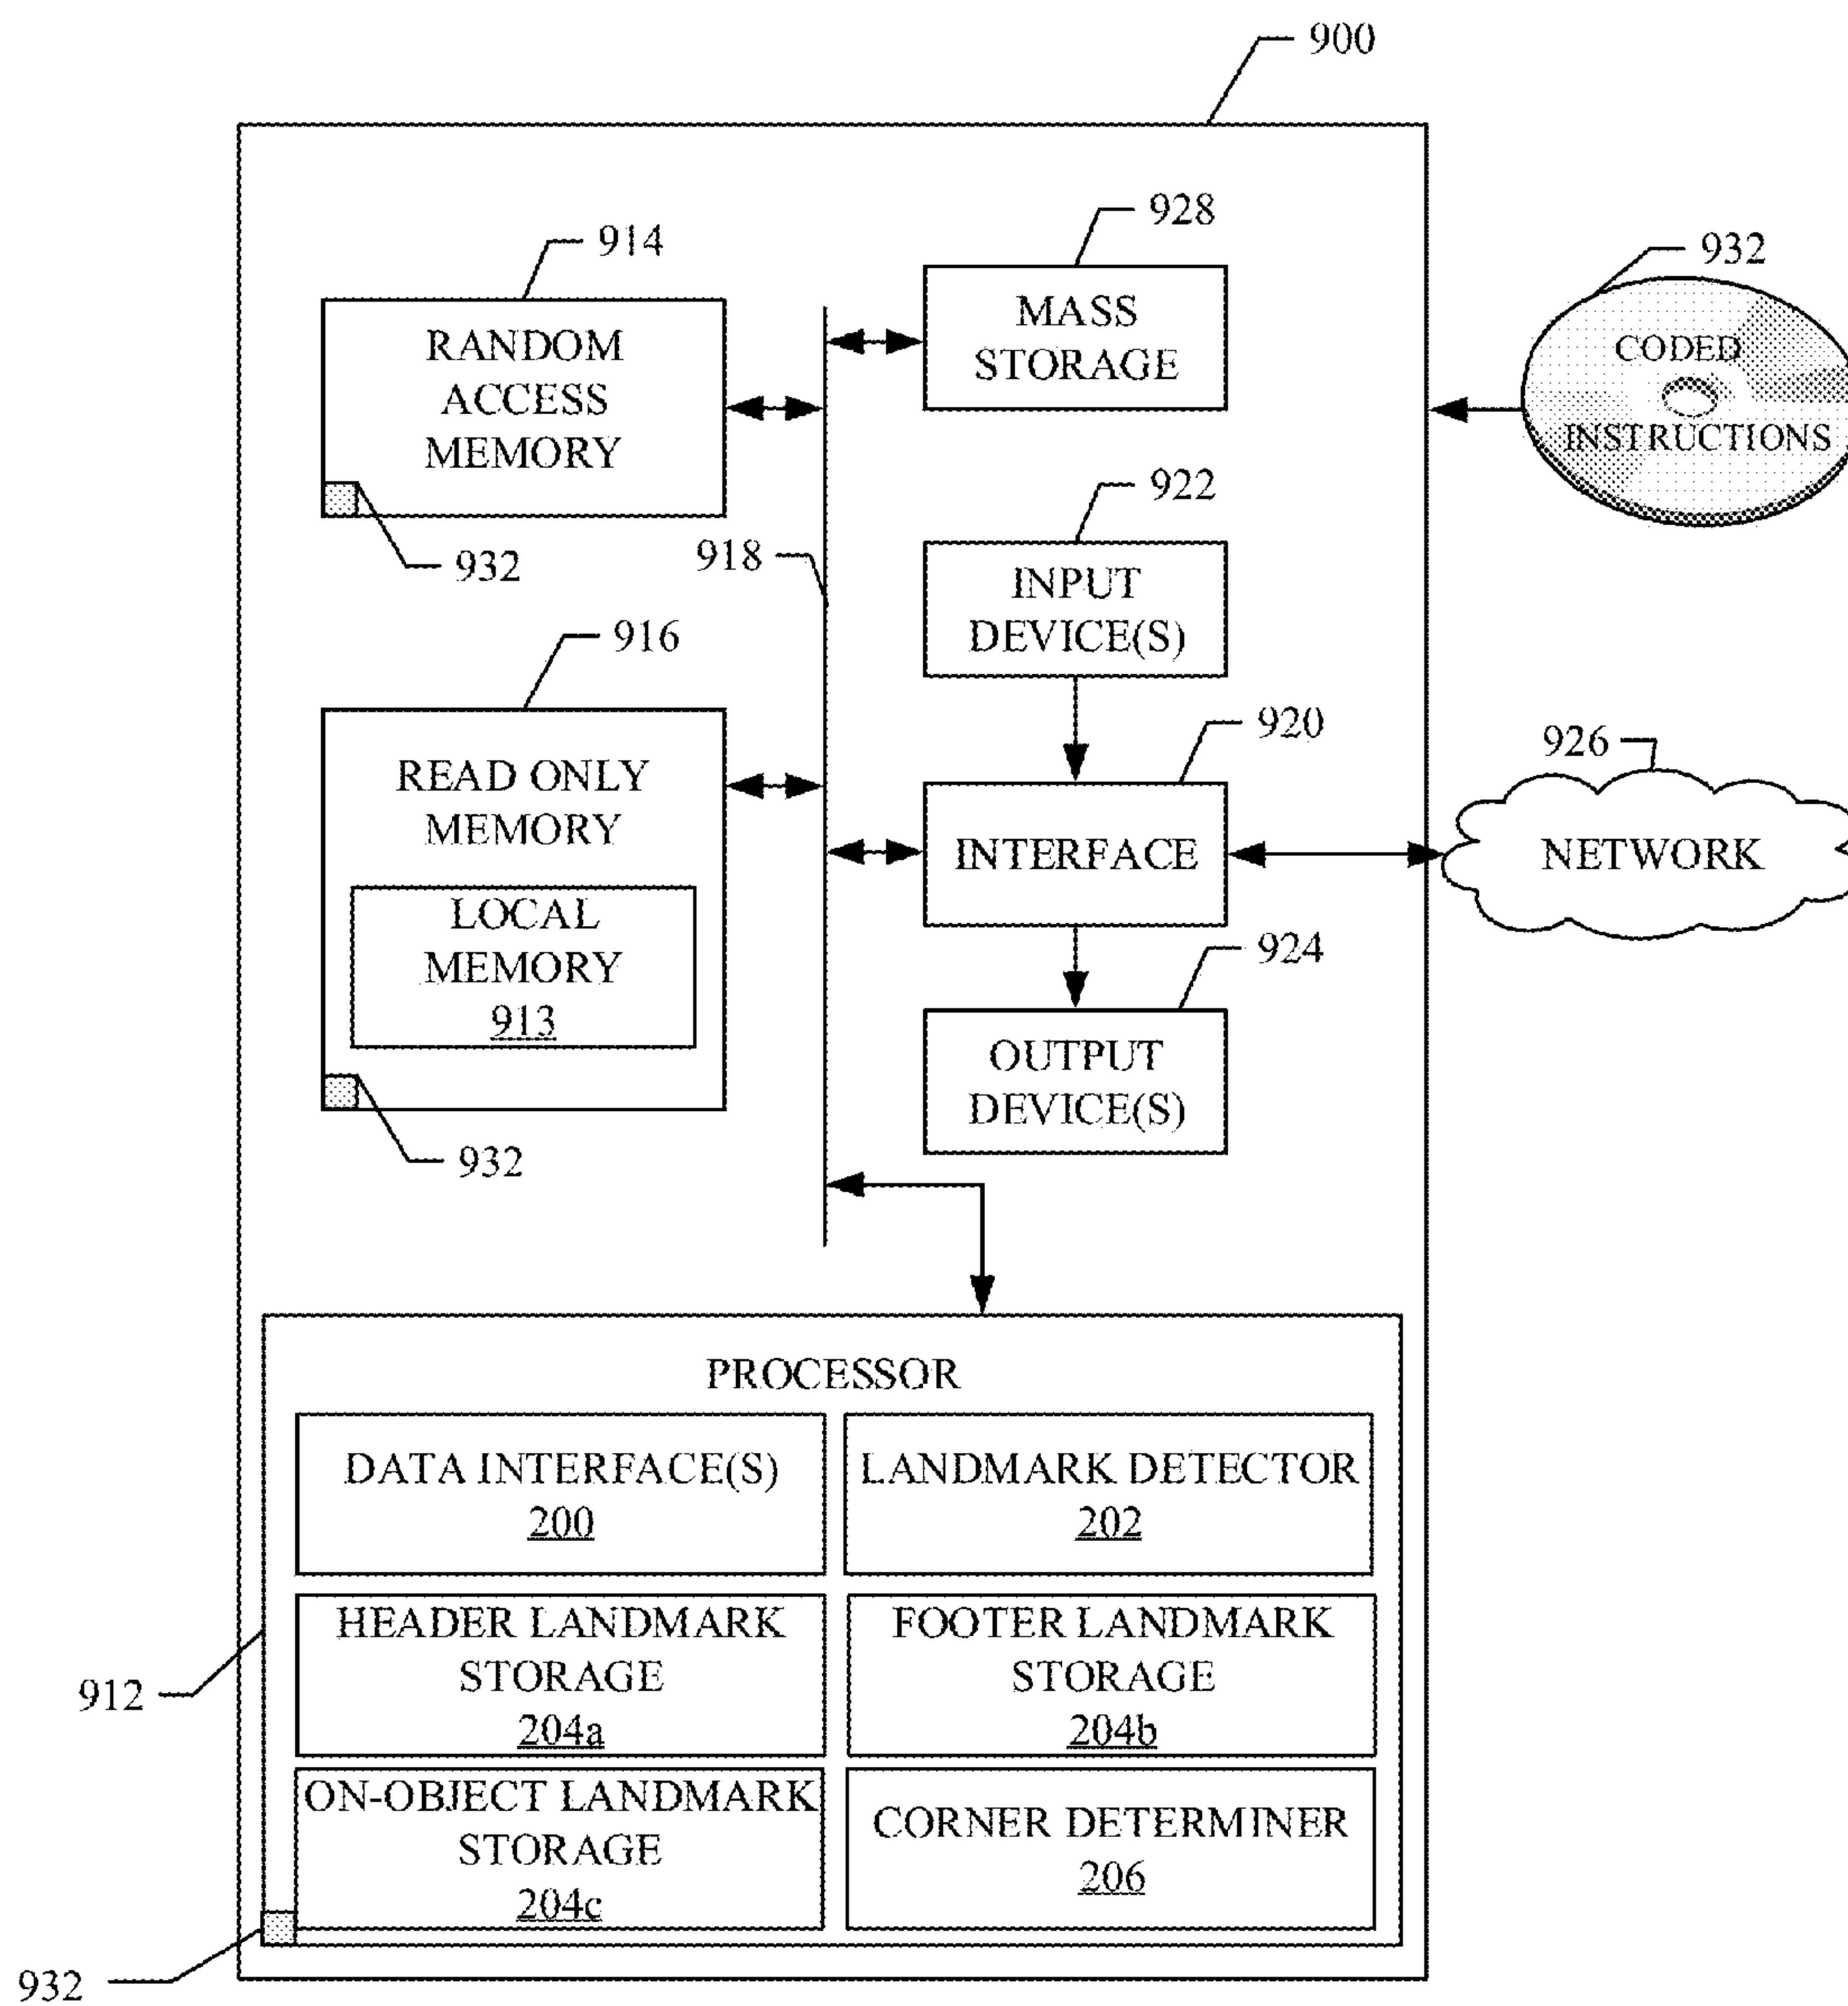 900
928
914
932
MASS
STORAGE
RANDOM
ACCESS
MEMORY
CODED
INSTRUCTIONS
922
932
918
INPUT
DEVICE(S)
916
920
926
READ ONLY
MEMORY
INTERFACE
NETWORK
LOCAL
MEMORY
913
924
OUTPUT
DEVICE(S)
932
PROCESSOR
DATA INTERFACE(S)
200
LANDMARK DETECTOR
202
HEADER LANDMARK
STORAGE
204a
FOOTER LANDMARK
STORAGE
204b
912
ON-OBJECT LANDMARK
STORAGE
204c
CORNER DETERMINER
206
932